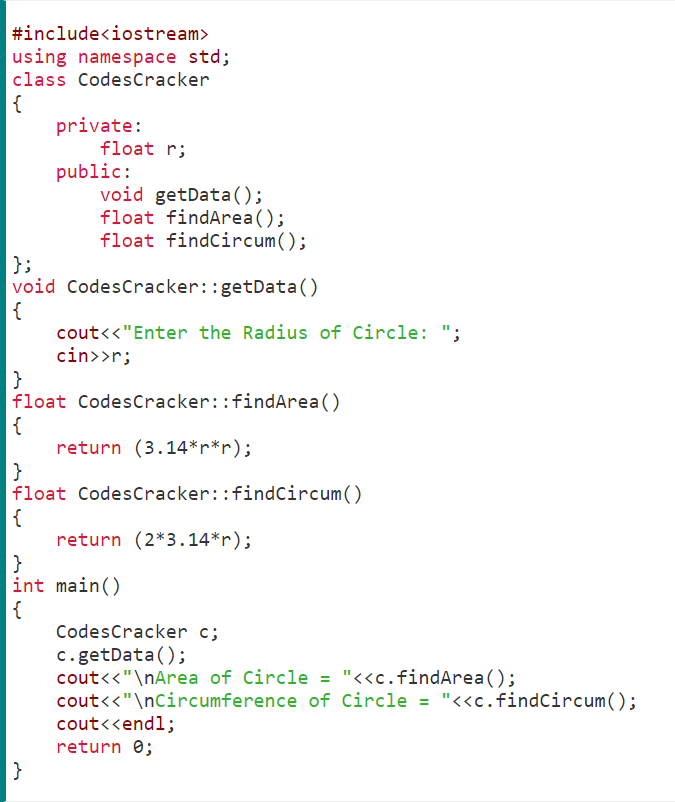 #include<iostream>
using namespace std;
class CodesCracker
{
    private:
        float r;
    public:
        void getData();
        float findArea();
        float findCircum();
};
void CodesCracker::getData()
{
    cout<<"Enter the Radius of Circle: ";
    cin>>r;
}
float CodesCracker::findArea()
{
    return (3.14*r*r);
}
float CodesCracker::findCircum()
{
    return (2*3.14*r);
}
int main()
{
    CodesCracker c;
    c.getData();
    cout<<"\nArea of Circle = "<<c.findArea();
    cout<<"\nCircumference of Circle = "<<c.findCircum();
    cout<<endl;
    return 0;
}